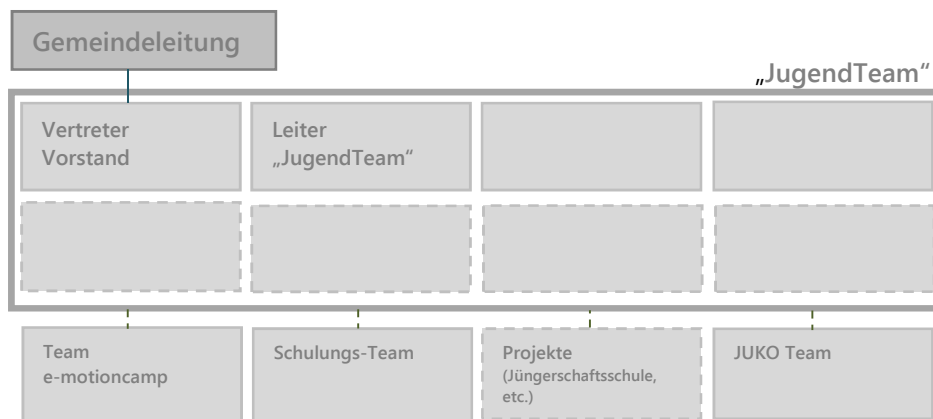 Gemeindeleitung
„JugendTeam“
Vertreter
Vorstand
Leiter
„JugendTeam“
Team
e-motioncamp
Schulungs-Team
Projekte
(Jüngerschaftsschule,
etc.)
JUKO Team